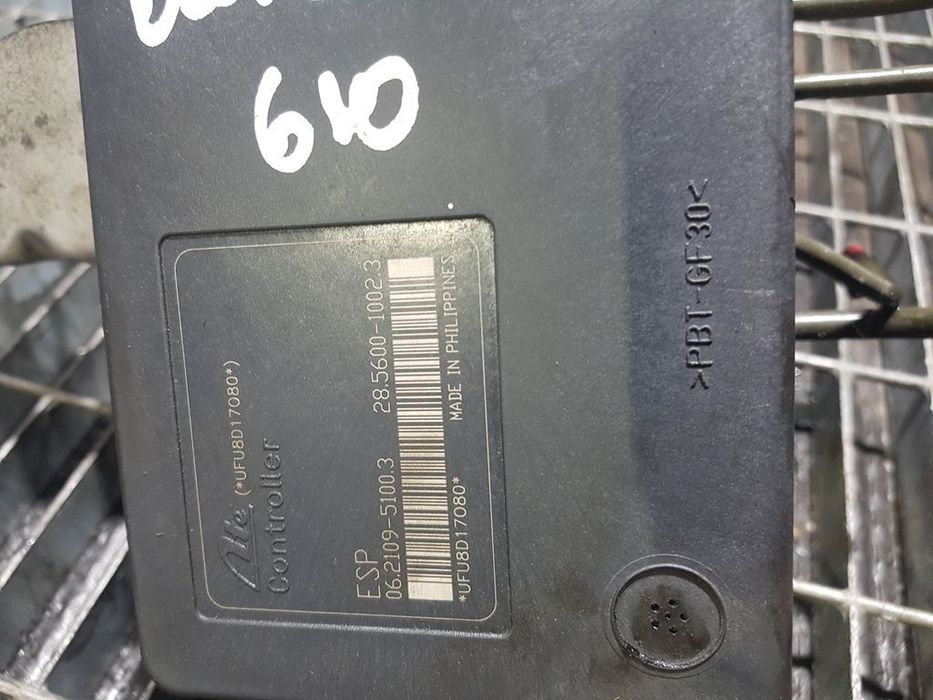 610
Ate (*UFU8D17080*)
Controller
ESP
06.2109-5100.3 28.5600-1002.3
*UFU8D17080* MADE IN PHILIPPINES
>PBT-GF30<